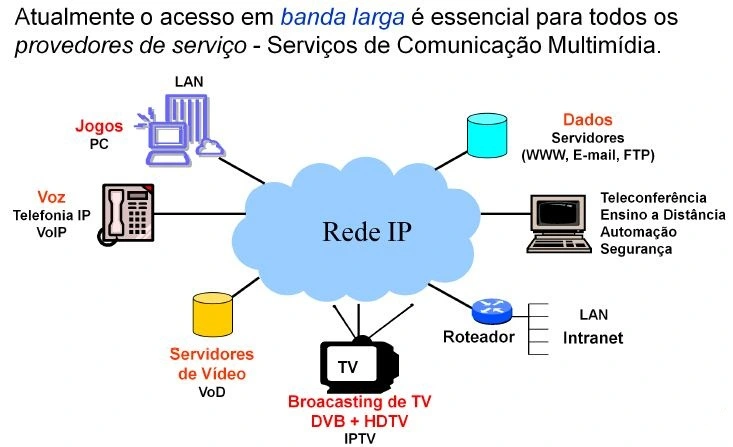 Atualmente o acesso em banda larga é essencial para todos os
provedores de serviço - Serviços de Comunicação Multimídia.
LAN
Jogos
PC
Dados
Servidores
(WWW, E-mail, FTP)
Voz
Telefonia IP
VoIP
Rede IP
Teleconferência
Ensino a Distância
Automação
Segurança
Servidores
de Vídeo
VoD
TV
Broacasting de TV
DVB + HDTV
IPTV
Roteador
LAN
Intranet